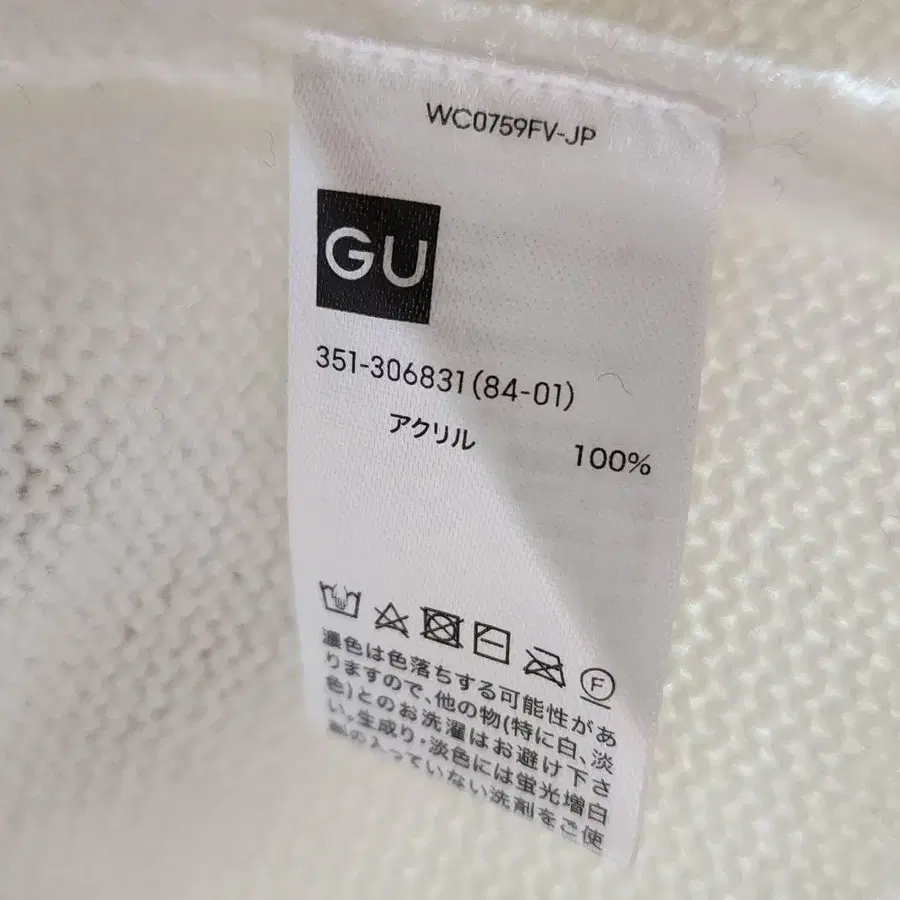 WC0759FV-JP
GU
351-306831(84-01)
アクリル 100%
F
濃色は色落ちする可能性があ
りますので、他の物(特に白、淡
色)とのお洗濯はお避け下さ
い。生成り・淡色には蛍光増白
の入っていない洗剤をご使